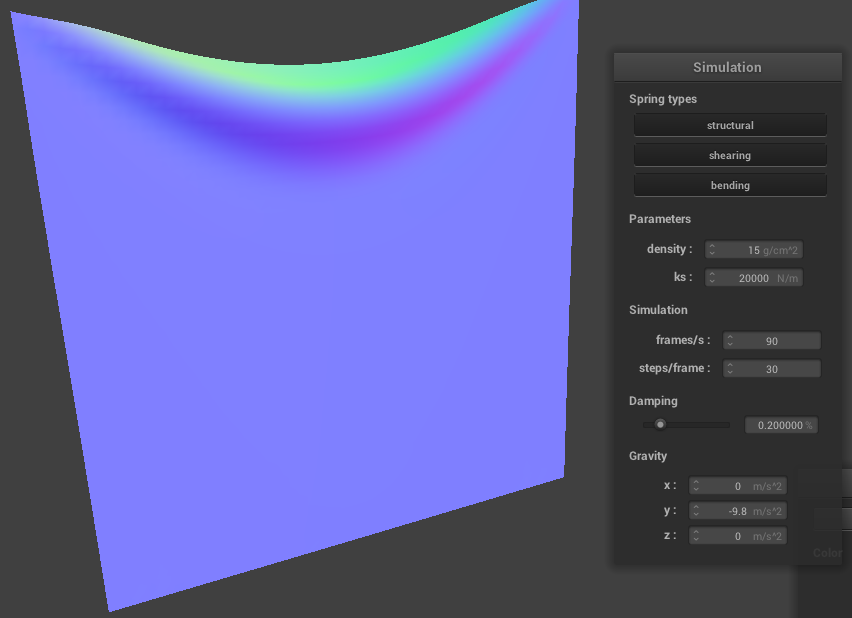 Simulation
Spring types
structural
shearing
bending
Parameters
density : 15 g/cm^2
ks : 20000 N/m
Simulation
frames/s : 90
steps/frame : 30
Damping
0.200000 %
Gravity
x : 0 m/s^2
y : -9.8 m/s^2
z : 0 m/s^2
Color